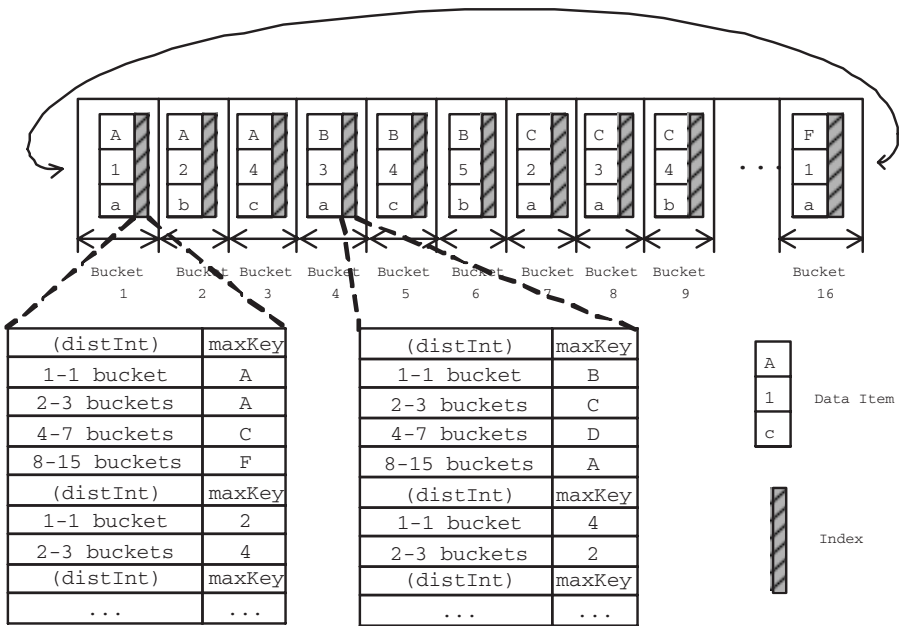 A A A B B B C C C F
1 2 4 3 4 5 2 3 4 ... 1
a b c a c b a a b a
Bucket Bucket Bucket Bucket Bucket Bucket Bucket Bucket Bucket Bucket
1 2 3 4 5 6 7 8 9 16
(distInt) maxKey
1-1 bucket A
2-3 buckets A
4-7 buckets C
8-15 buckets F
(distInt) maxKey
1-1 bucket 2
2-3 buckets 4
(distInt) maxKey
... ...
(distInt) maxKey
1-1 bucket B
2-3 buckets C
4-7 buckets D
8-15 buckets A
(distInt) maxKey
1-1 bucket 4
2-3 buckets 2
(distInt) maxKey
... ...
A
1 Data Item
c
Index